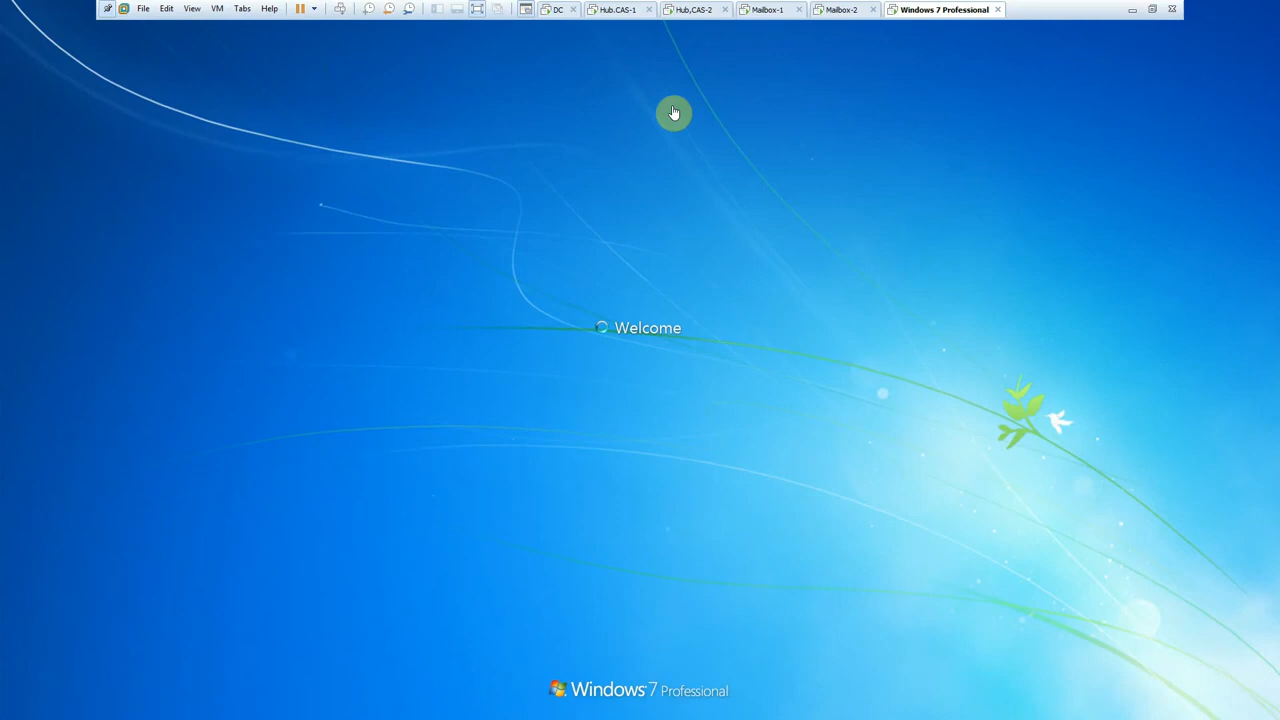 File Edit View VM Tabs Help DC Hub.CAS-1 Hub,CAS-2 Mailbox-1 Mailbox-2 Windows 7 Professional
Welcome
Windows 7 Professional